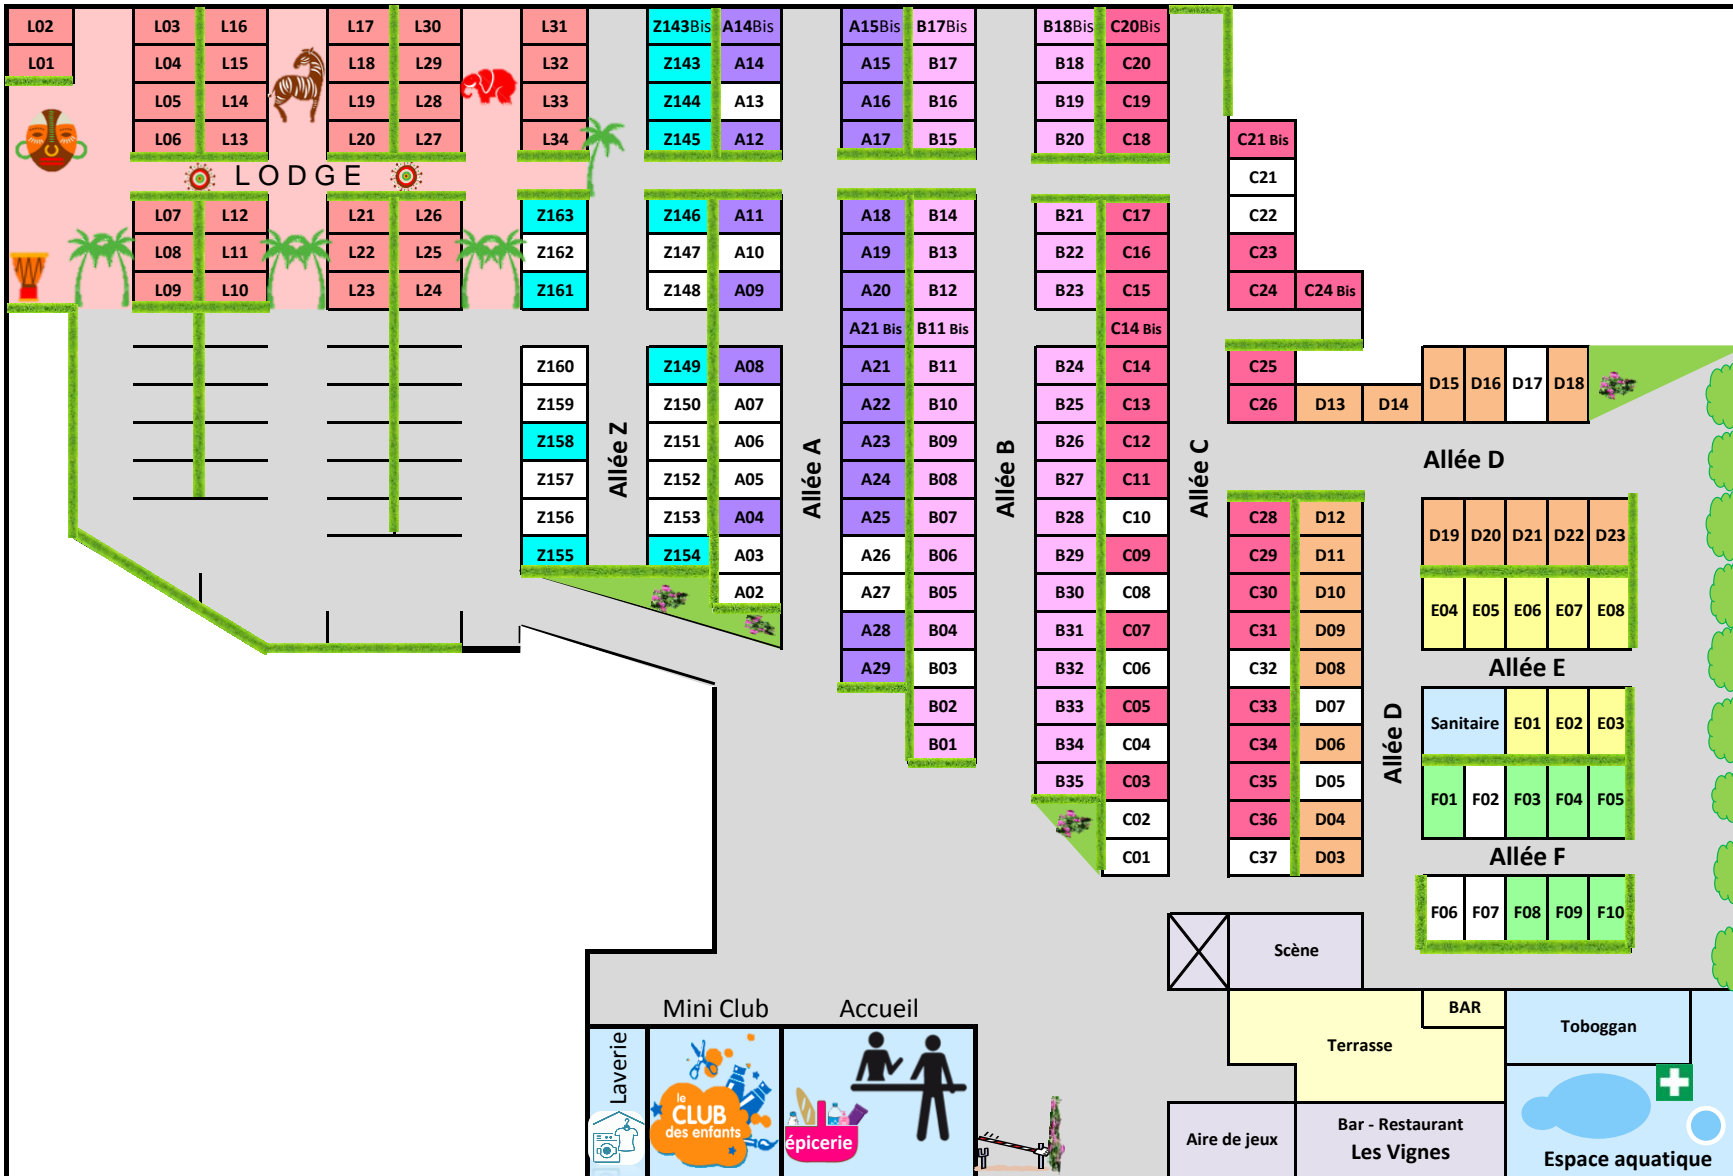 L02 L03 L16 L17 L30 L31 Z143Bis A14Bis A15Bis B17Bis B18Bis C20Bis
L01 L04 L15 L18 L29 L32 Z143 A14 A15 B17 B18 C20
L05 L14 L19 L28 L33 Z144 A13 A16 B16 B19 C19
L06 L13 L20 L27 L34 Z145 A12 A17 B15 B20 C18 C21 Bis
LODGE C21
L07 L12 L21 L26 Z163 Z146 A11 A18 B14 B21 C17 C22
L08 L11 L22 L25 Z162 Z147 A10 A19 B13 B22 C16 C23
L09 L10 L23 L24 Z161 Z148 A09 A20 B12 B23 C15 C24 C24 Bis
A21 Bis B11 Bis C14 Bis
Z160 Z149 A08 A21 B11 B24 C14 C25
D15 D16 D17 D18
Z159 Z150 A07 A22 B10 B25 C13 C26 D13 D14
Z158 Z151 A06 A23 B09 B26 C12
Allée D
Allée Z
Allée A
Allée B
Allée C
Z157 Z152 A05 A24 B08 B27 C11
Z156 Z153 A04 A25 B07 B28 C10 C28 D12
D19 D20 D21 D22 D23
Z155 Z154 A03 A26 B06 B29 C09 C29 D11
A02 A27 B05 B30 C08 C30 D10
E04 E05 E06 E07 E08
A28 B04 B31 C07 C31 D09
A29 B03 B32 C06 C32 D08
Allée E
B02 B33 C05 C33 D07
Sanitaire E01 E02 E03
B01 B34 C04 C34 D06
Allée D
B35 C03 C35 D05
F01 F02 F03 F04 F05
C02 C36 D04
C01 C37 D03
Allée F
F06 F07 F08 F09 F10
Scène
Mini Club
Accueil
BAR
Toboggan
Terrasse
Laverie
le
CLUB
des enfants
épicerie
Aire de jeux
Bar - Restaurant
Les Vignes
Espace aquatique